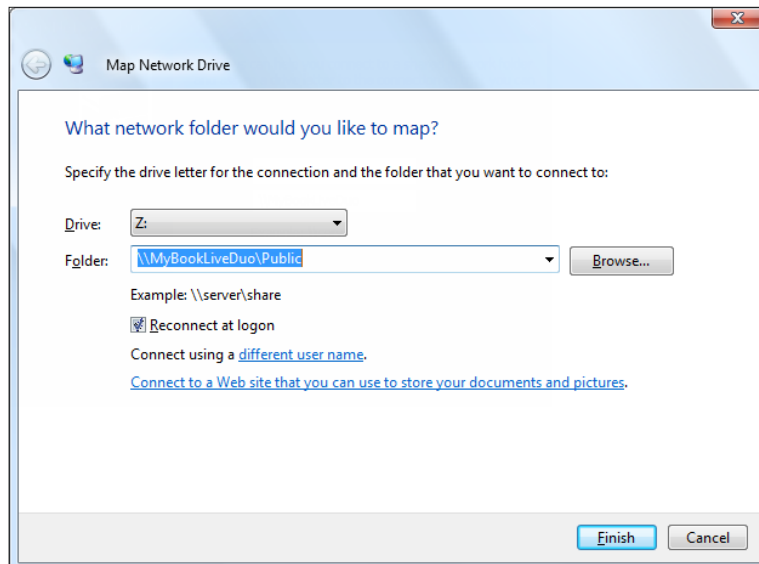 Map Network Drive
What network folder would you like to map?
Specify the drive letter for the connection and the folder that you want to connect to:
Drive: Z:
Folder: \\MyBookLiveDuo\Public Browse...
Example: \\server\share
Reconnect at logon
Connect using a different user name.
Connect to a Web site that you can use to store your documents and pictures.
Finish Cancel